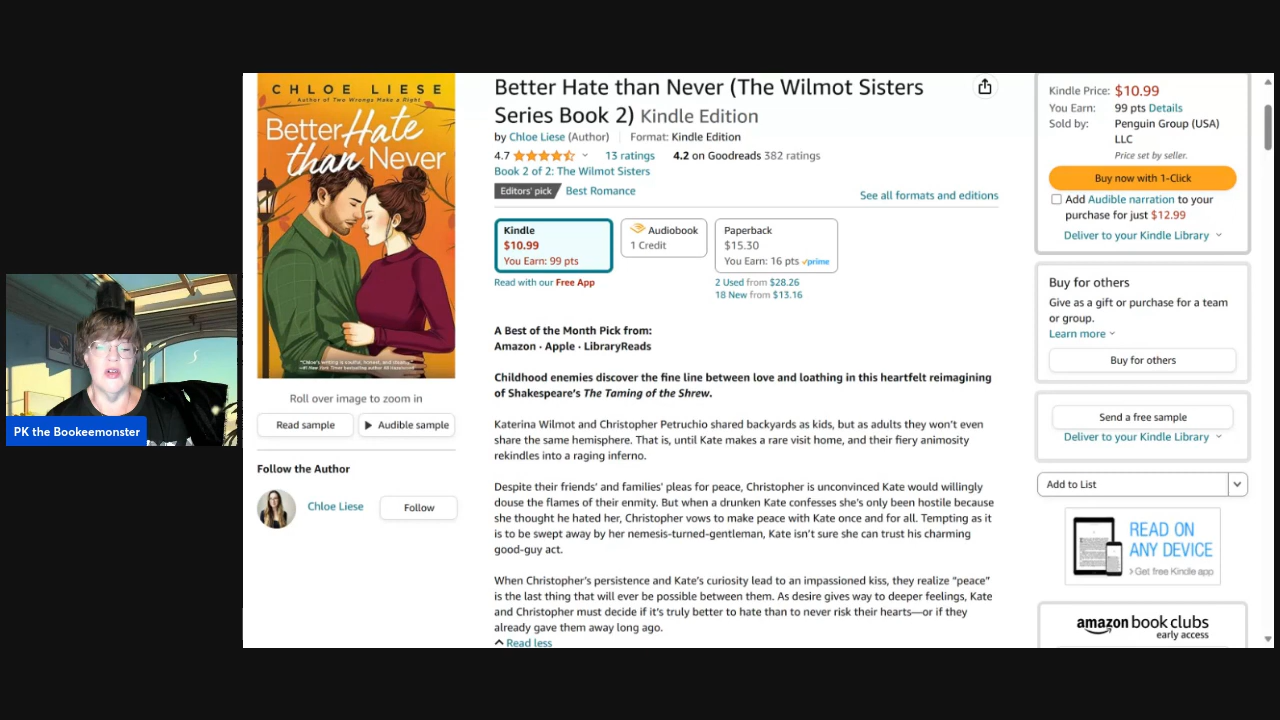 CHLOE LIESE
Author of Two Wrongs Make a Right
Better Hate
than Never
Roll over image to zoom in
Read sample
Audible sample
Follow the Author
Chloe Liese
Follow
PK the Bookeemonster
Better Hate than Never (The Wilmot Sisters
Series Book 2) Kindle Edition
by Chloe Liese (Author) Format: Kindle Edition
4.7 13 ratings 4.2 on Goodreads 382 ratings
Book 2 of 2: The Wilmot Sisters
Editors' pick Best Romance
See all formats and editions
Kindle
$10.99
You Earn: 99 pts
Read with our Free App
Audiobook
1 Credit
Paperback
$15.30
You Earn: 16 pts prime
2 Used from $28.26
18 New from $13.16
A Best of the Month Pick from:
Amazon · Apple · LibraryReads
Childhood enemies discover the fine line between love and loathing in this heartfelt reimagining
of Shakespeare's The Taming of the Shrew.
Katerina Wilmot and Christopher Petruchio shared backyards as kids, but as adults they won't even
share the same hemisphere. That is, until Kate makes a rare visit home, and their fiery animosity
rekindles into a raging inferno.
Despite their friends' and families' pleas for peace, Christopher is unconvinced Kate would willingly
douse the flames of their enmity. But when a drunken Kate confesses she's only been hostile because
she thought he hated her, Christopher vows to make peace with Kate once and for all. Tempting as it
is to be swept away by her nemesis-turned-gentleman, Kate isn't sure she can trust his charming
good-guy act.
When Christopher's persistence and Kate's curiosity lead to an impassioned kiss, they realize "peace"
is the last thing that will ever be possible between them. As desire gives way to deeper feelings, Kate
and Christopher must decide if it's truly better to hate than to never risk their hearts—or if they
already gave them away long ago.
Read less
Kindle Price: $10.99
You Earn: 99 pts Details
Sold by: Penguin Group (USA)
LLC
Price set by seller.
Buy now with 1-Click
Add Audible narration to your
purchase for just $12.99
Deliver to your Kindle Library
Buy for others
Give as a gift or purchase for a team
or group.
Learn more
Buy for others
Send a free sample
Deliver to your Kindle Library
Add to List
READ ON
ANY DEVICE
> Get free Kindle app
amazon book clubs
early access